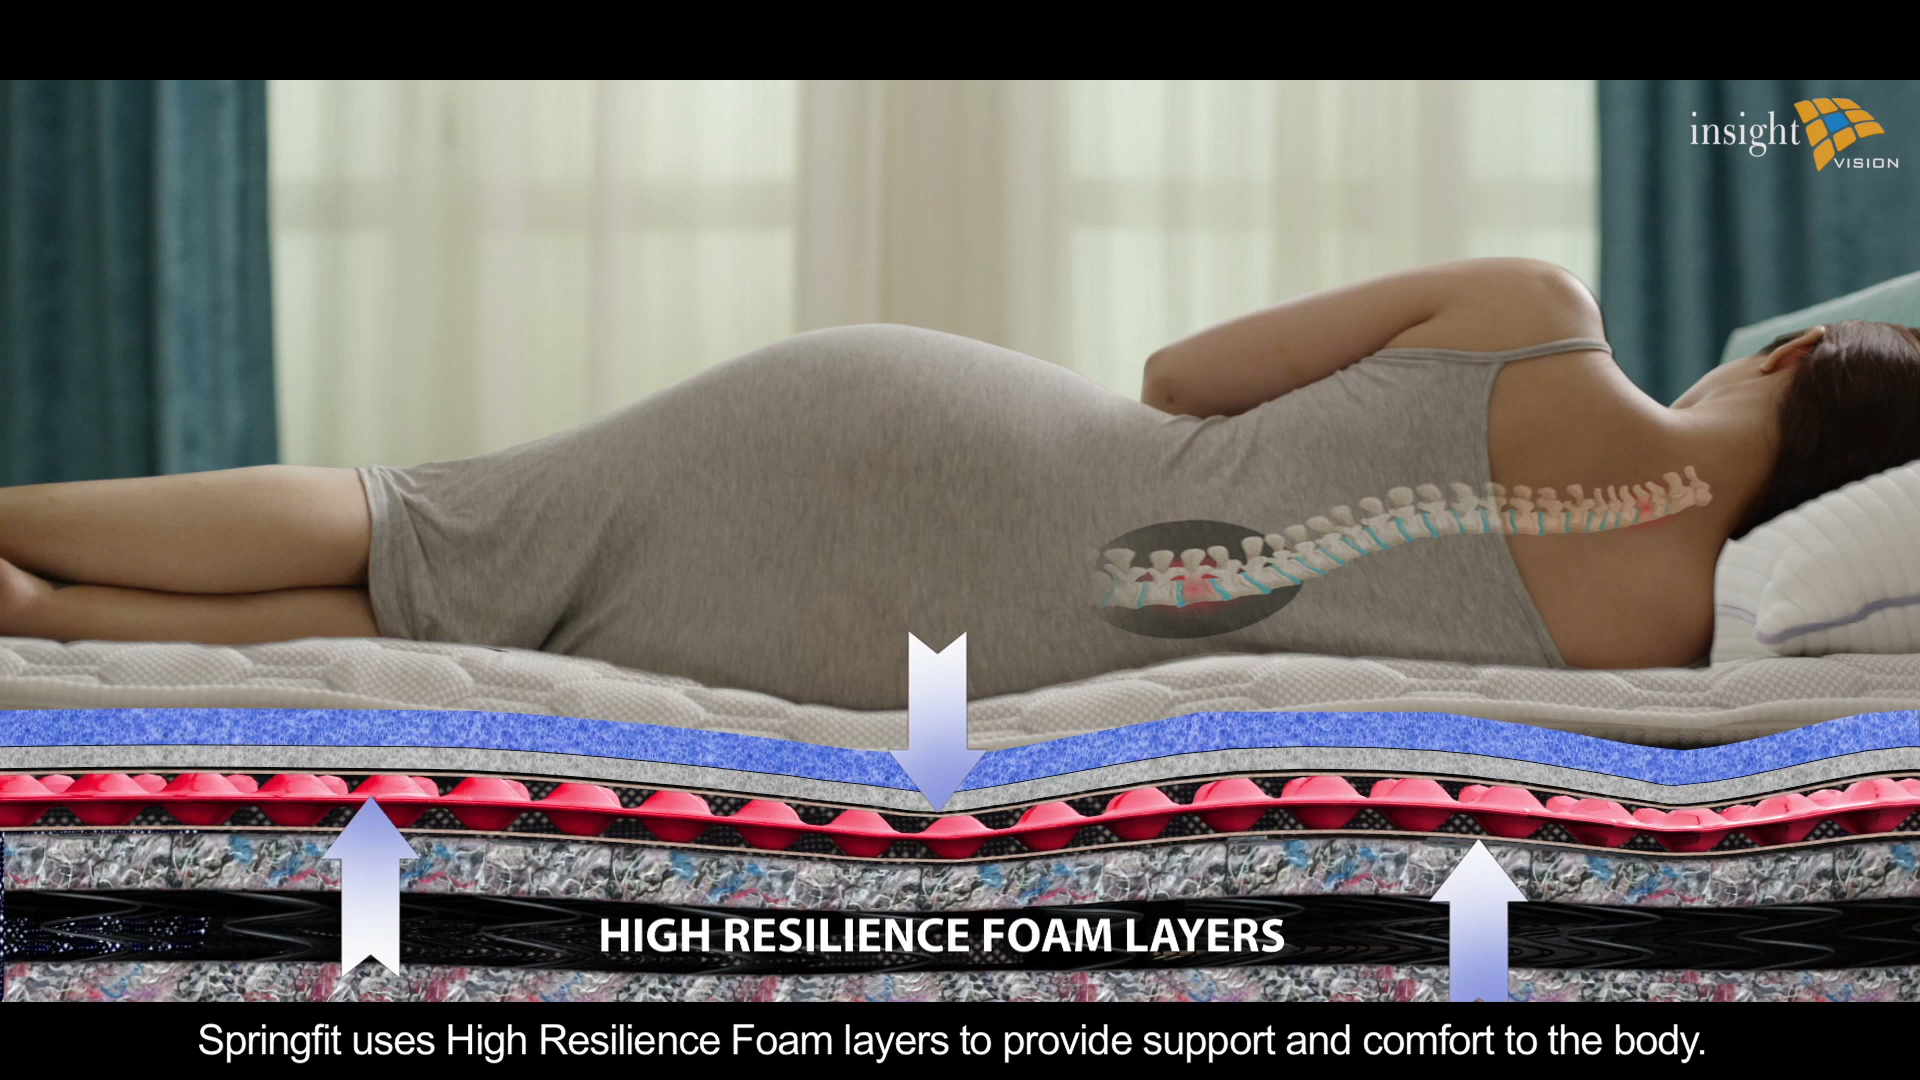 insight
VISION
HIGH RESILIENCE FOAM LAYERS
Springfit uses High Resilience Foam layers to provide support and comfort to the body.